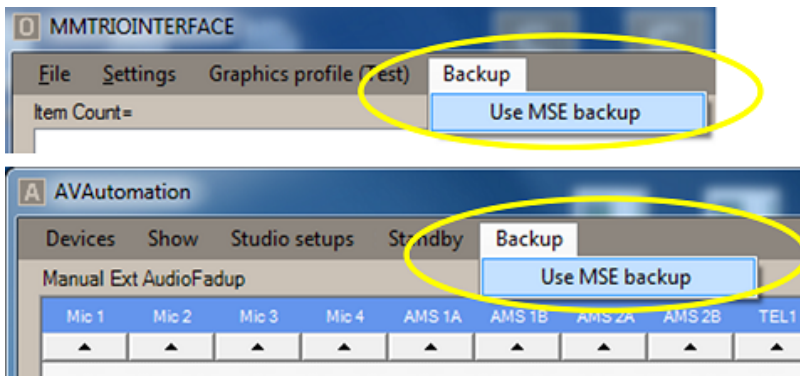 O MMTRIOINTERFACE
File Settings Graphics profile (Test) Backup
Item Count=
Use MSE backup
A AVAutomation
Devices Show Studio setups Standby Backup
Manual Ext AudioFadup
Use MSE backup
Mic 1 Mic 2 Mic 3 Mic 4 AMS 1A AMS 1B AMS 2A AMS 2B TEL1